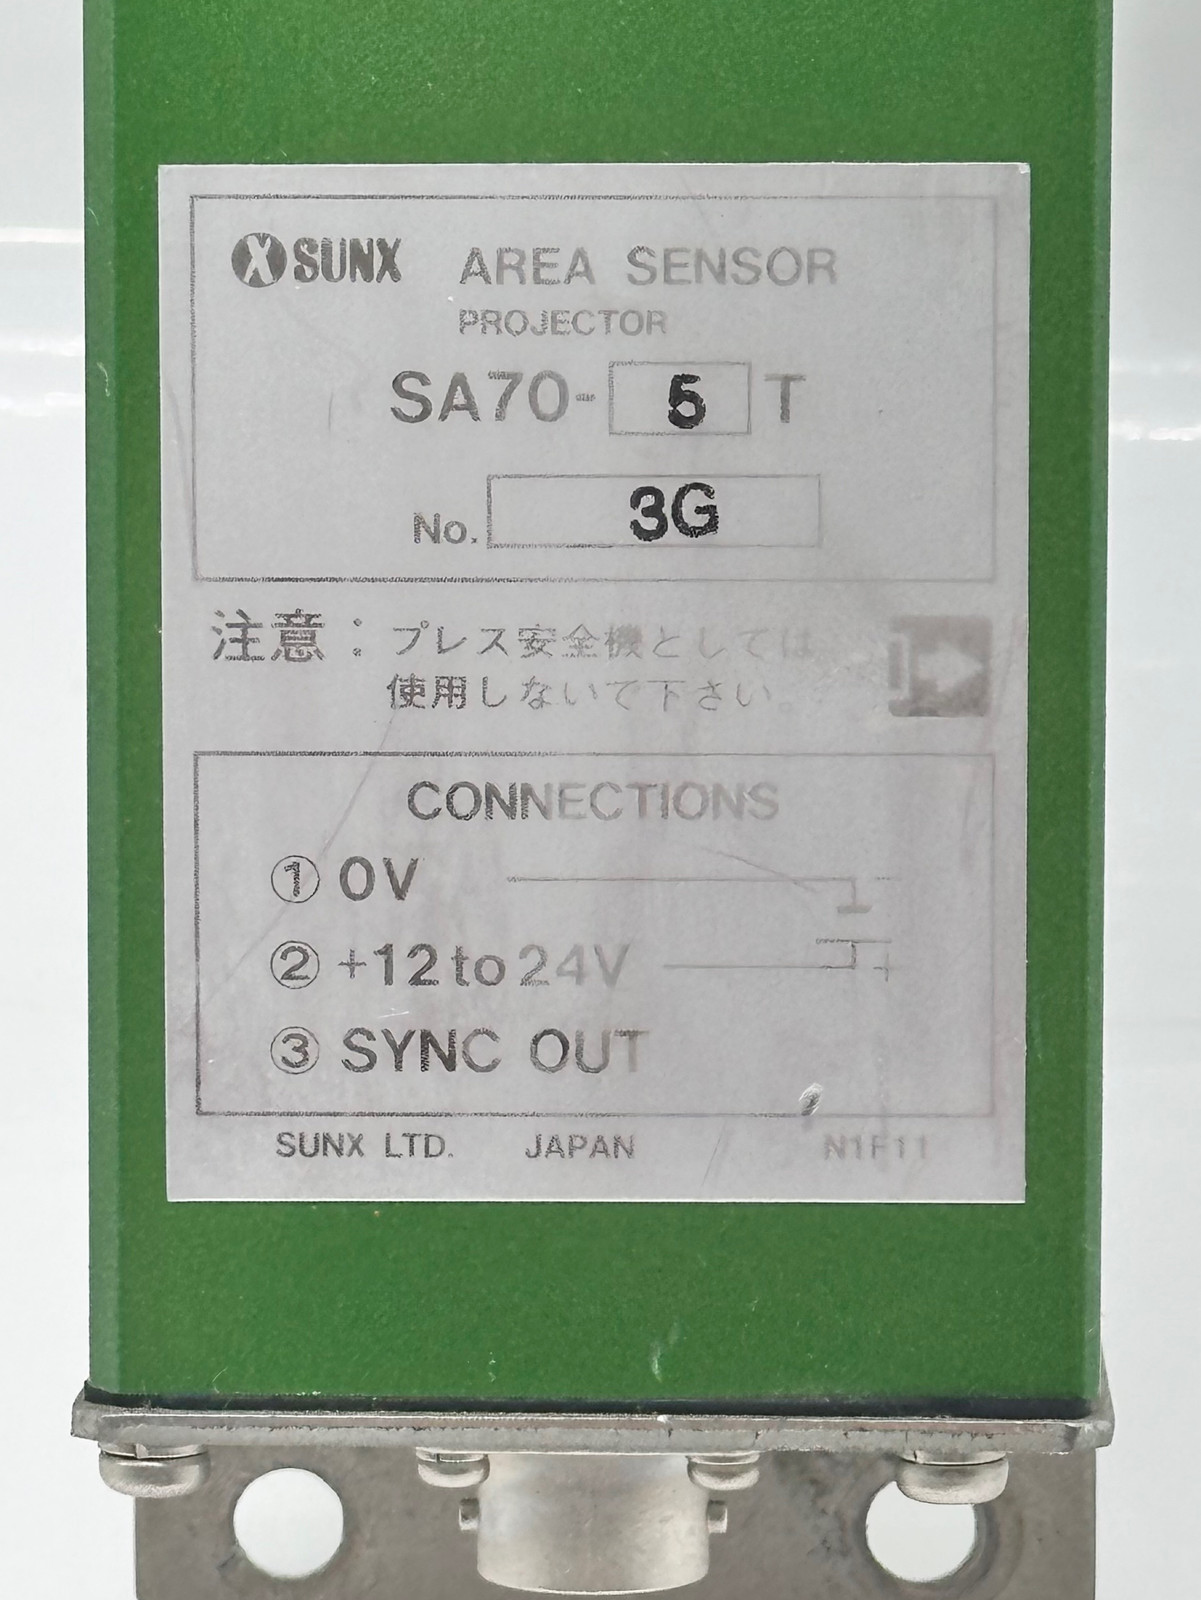 SUNX AREA SENSOR
PROJECTOR
SA70-5T
No. 3G
注意：プレス安全機としては
使用しないで下さい。
CONNECTIONS
① 0V
② +12 to 24V
③ SYNC OUT
SUNX LTD. JAPAN N1F11